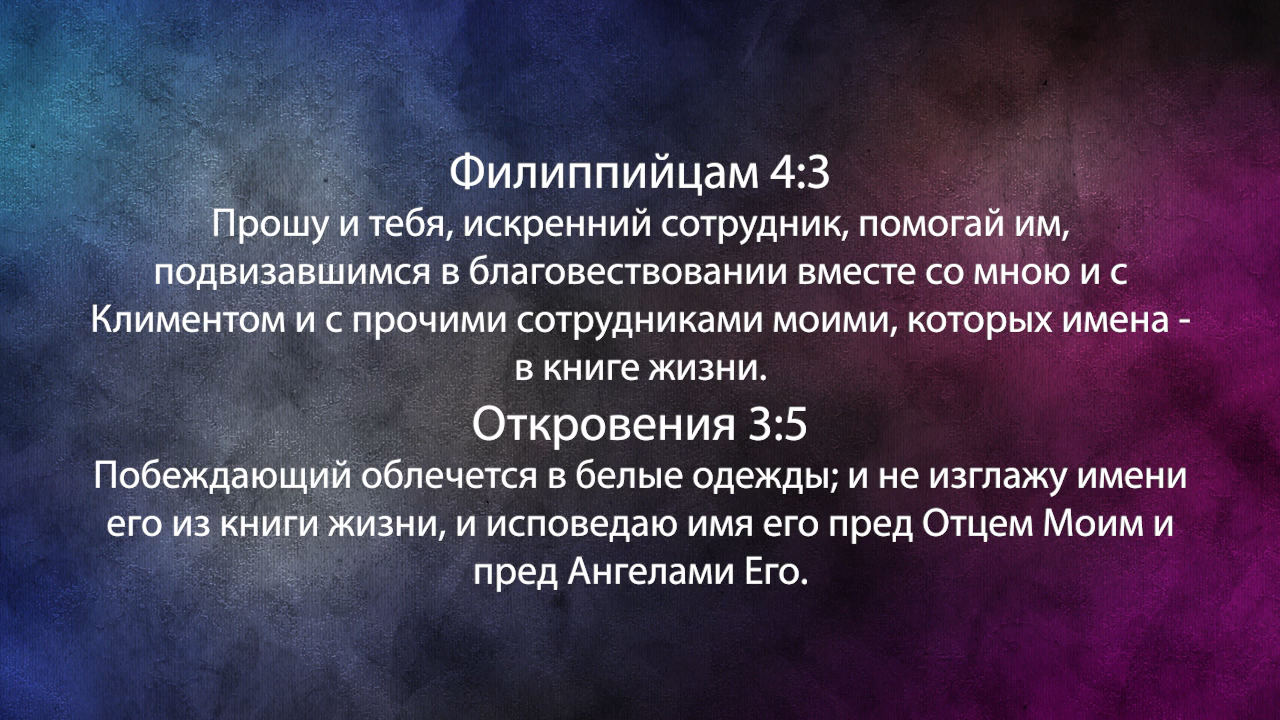 Филиппийцам 4:3
Прошу и тебя, искренний сотрудник, помогай им,
подвизавшимся в благовествовании вместе со мною и с
Климентом и с прочими сотрудниками моими, которых имена -
в книге жизни.
Откровения 3:5
Побеждающий облечется в белые одежды; и не изглажу имени
его из книги жизни, и исповедаю имя его пред Отцем Моим и
пред Ангелами Его.